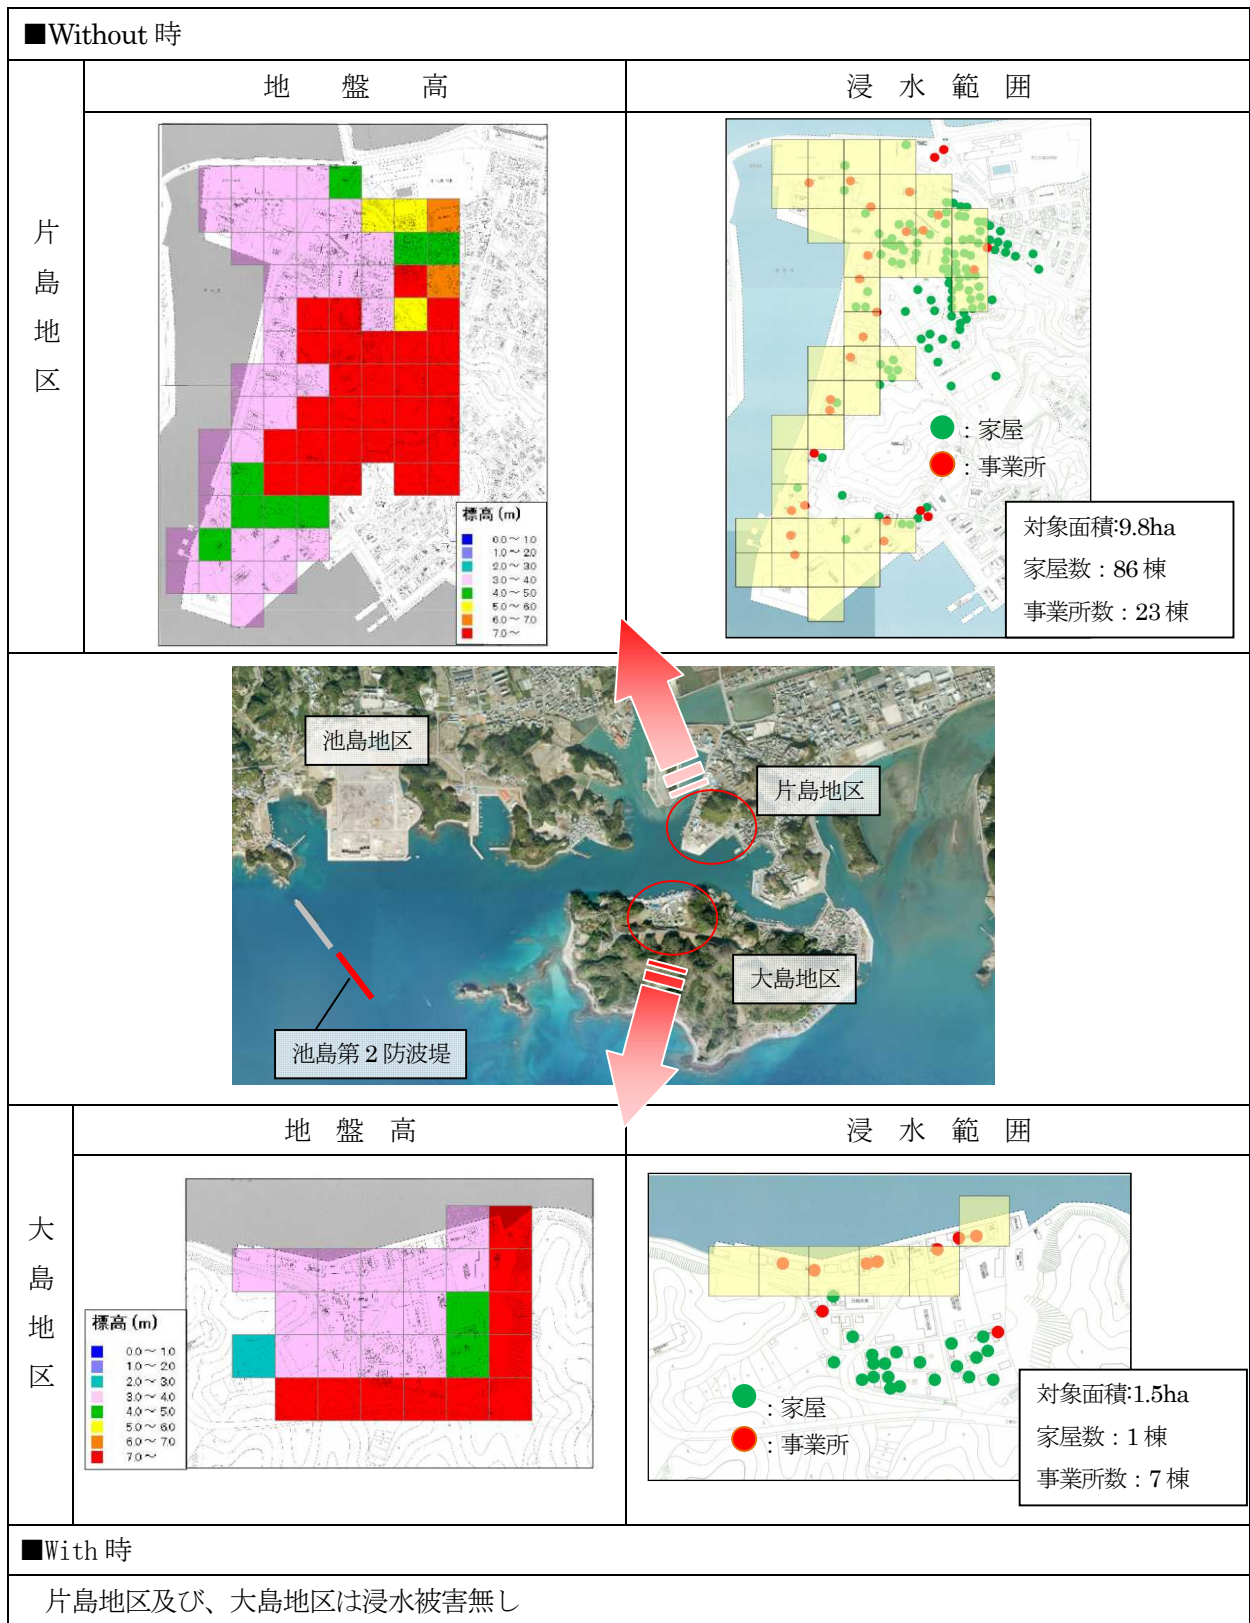 ■Without 時
地 盤 高
浸 水 範 囲
片島地区
標高(m)
0.0～1.0
1.0～2.0
2.0～3.0
3.0～4.0
4.0～5.0
5.0～6.0
6.0～7.0
7.0～
：家屋
：事業所
対象面積:9.8ha
家屋数：86 棟
事業所数：23 棟
池島地区
片島地区
大島地区
池島第２防波堤
地 盤 高
浸 水 範 囲
大島地区
標高(m)
0.0～1.0
1.0～2.0
2.0～3.0
3.0～4.0
4.0～5.0
5.0～6.0
6.0～7.0
7.0～
：家屋
：事業所
対象面積:1.5ha
家屋数：1 棟
事業所数：7 棟
■With 時
片島地区及び、大島地区は浸水被害無し